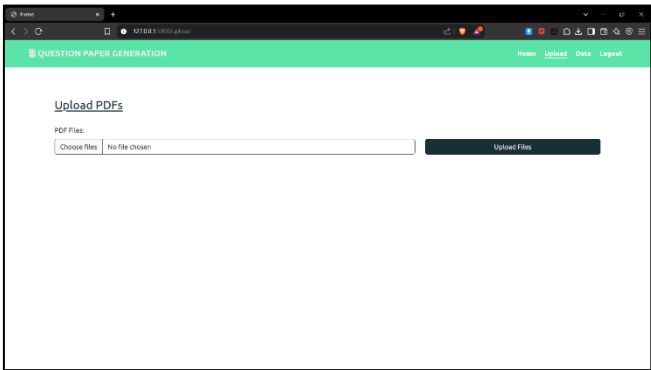 Home
127.0.0.1:5000/upload
QUESTION PAPER GENERATION
Home Upload Data Logout
Upload PDFs
PDF Files:
Choose files No file chosen
Upload Files